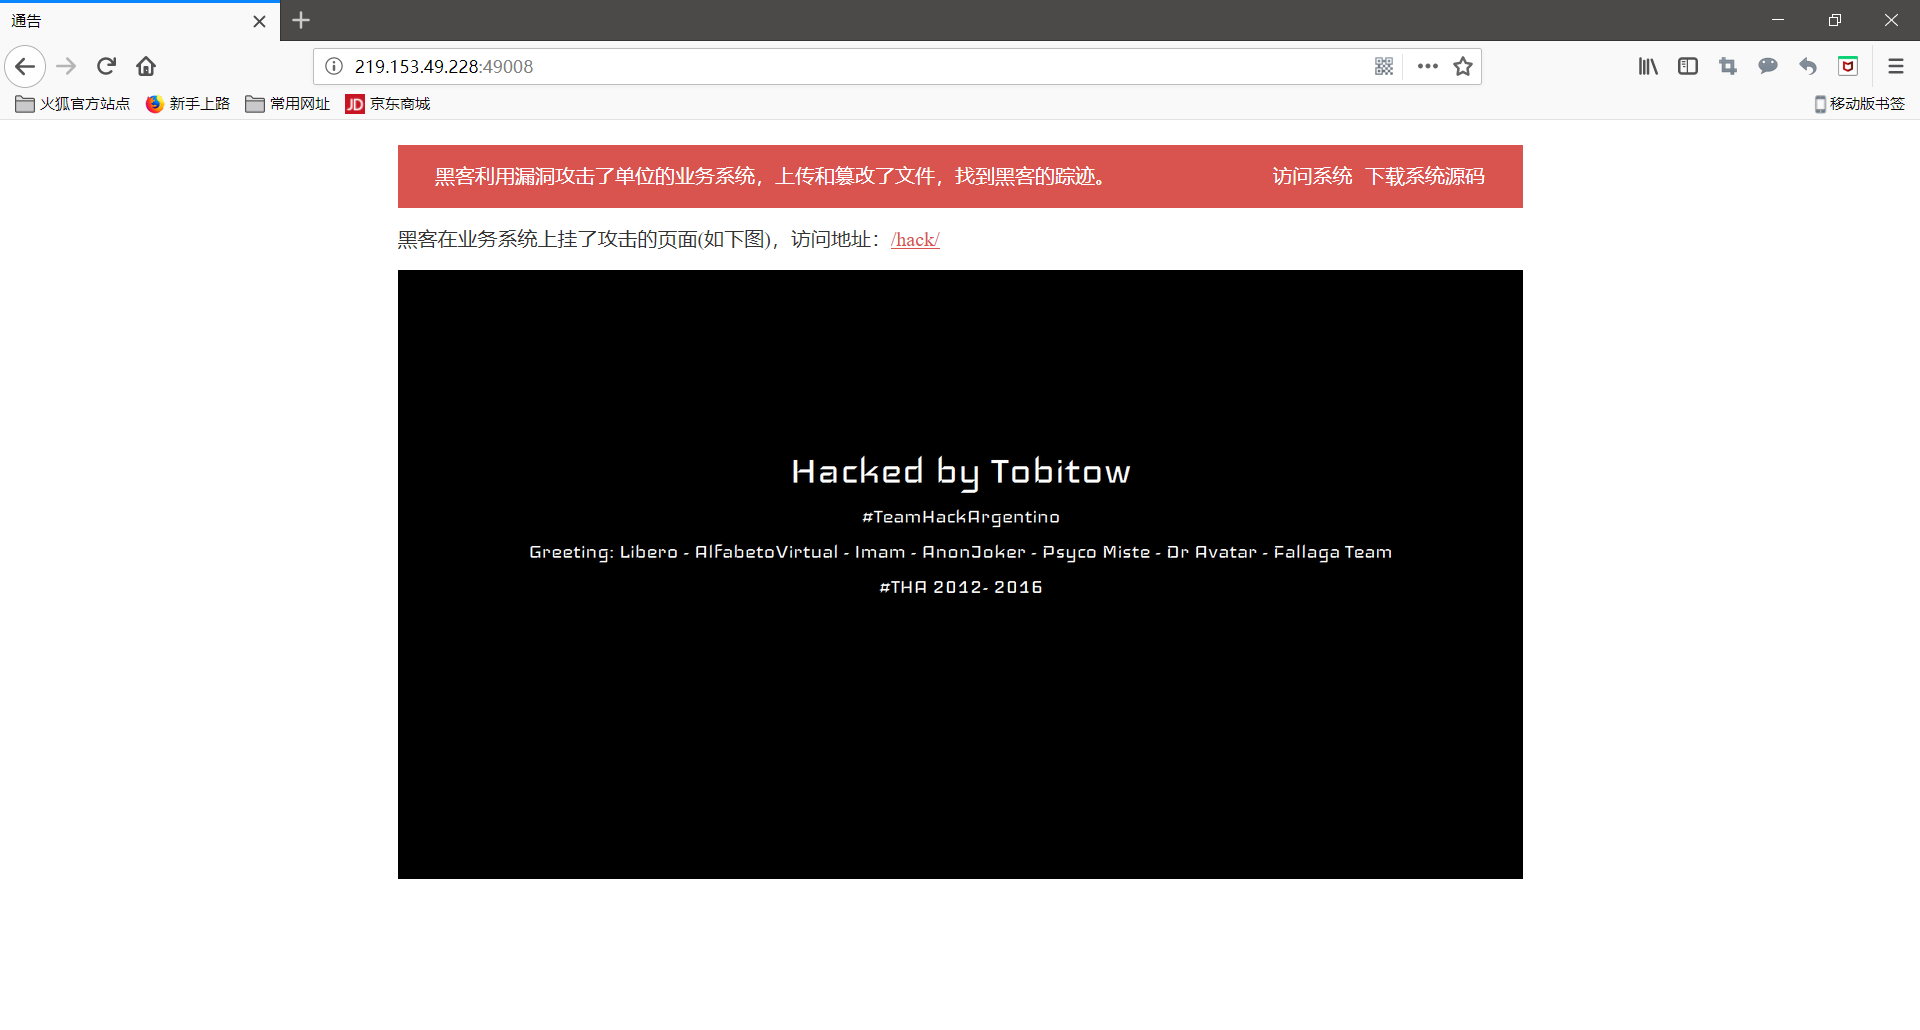 通告
219.153.49.228:49008
火狐官方站点 新手上路 常用网址 JD 京东商城 移动版书签
黑客利用漏洞攻击了单位的业务系统，上传和篡改了文件，找到黑客的踪迹。 访问系统 下载系统源码
黑客在业务系统上挂了攻击的页面(如下图)，访问地址：/hack/
Hacked by Tobitow
#TeamHackArgentino
Greeting: Libero - AlfabetoVirtual - Imam - AnonJoker - Psyco Miste - Dr Avatar - Fallaga Team
#THA 2012- 2016